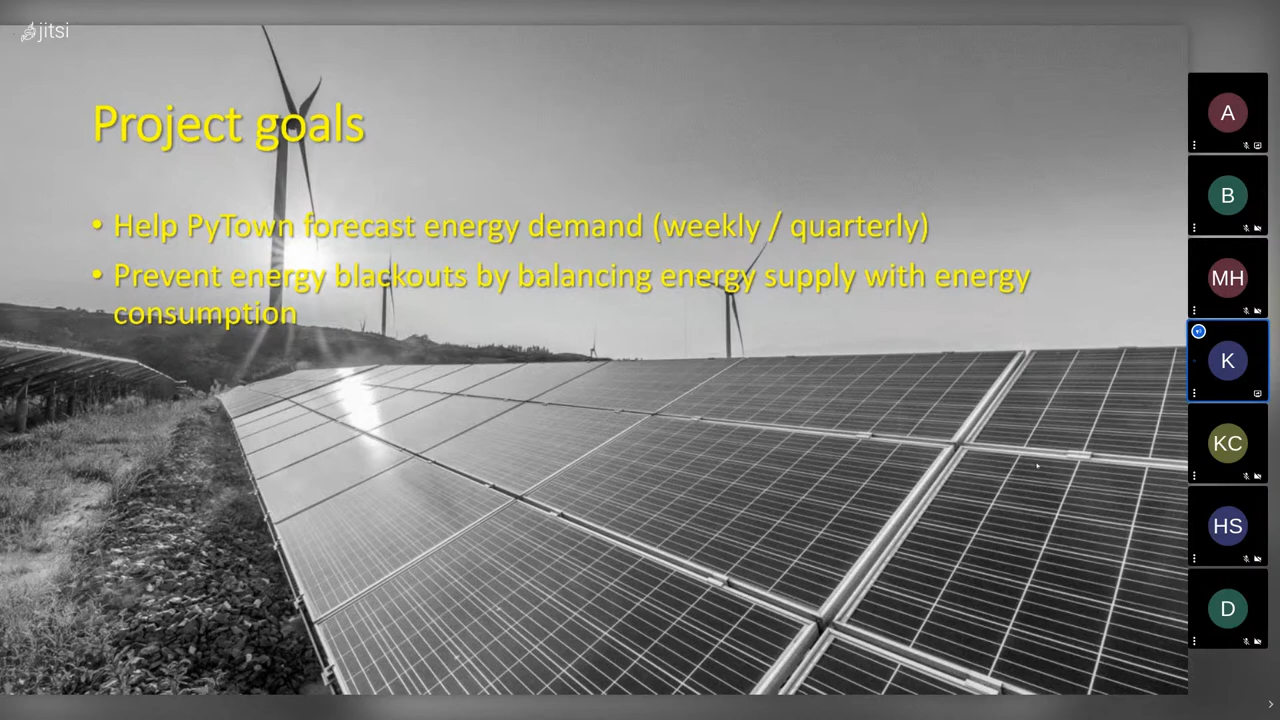 jitsi
Project goals
• Help PyTown forecast energy demand (weekly / quarterly)
• Prevent energy blackouts by balancing energy supply with energy
consumption
A
B
MH
K
KC
HS
D